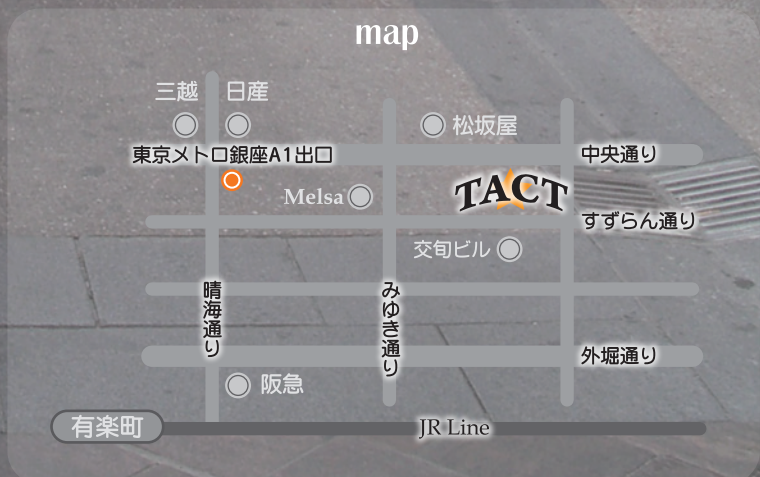 map
三越
日産
松坂屋
東京メトロ銀座A1出口
中央通り
Melsa
TACT
すずらん通り
交旬ビル
晴海通り
みゆき通り
外堀通り
阪急
有楽町
JR Line